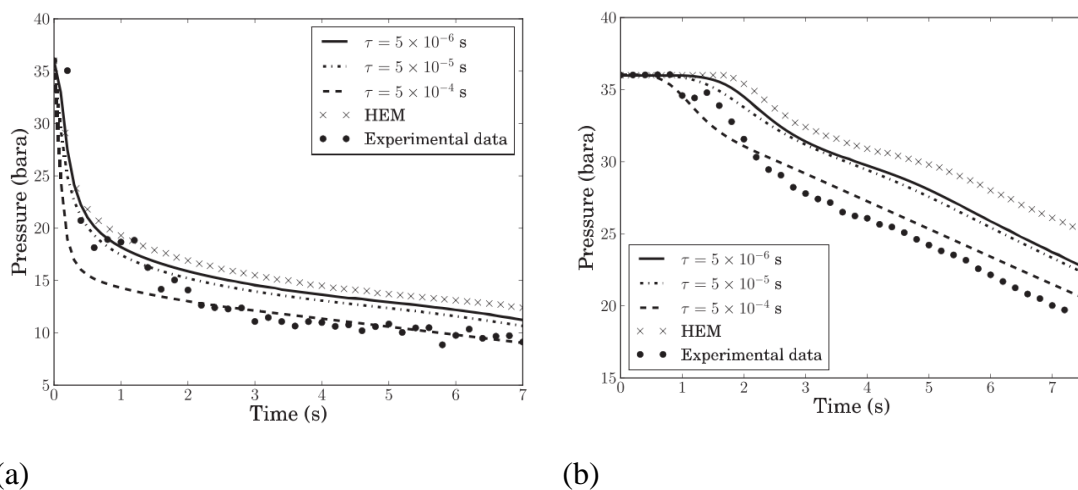 40
35
30
25
20
15
10
5
Pressure (bara)
τ = 5 × 10⁻⁶ s
τ = 5 × 10⁻⁵ s
τ = 5 × 10⁻⁴ s
HEM
Experimental data
0 1 2 3 4 5 6 7
Time (s)
(a)
40
35
30
25
20
15
Pressure (bara)
τ = 5 × 10⁻⁶ s
τ = 5 × 10⁻⁵ s
τ = 5 × 10⁻⁴ s
HEM
Experimental data
0 1 2 3 4 5 6 7
Time (s)
(b)